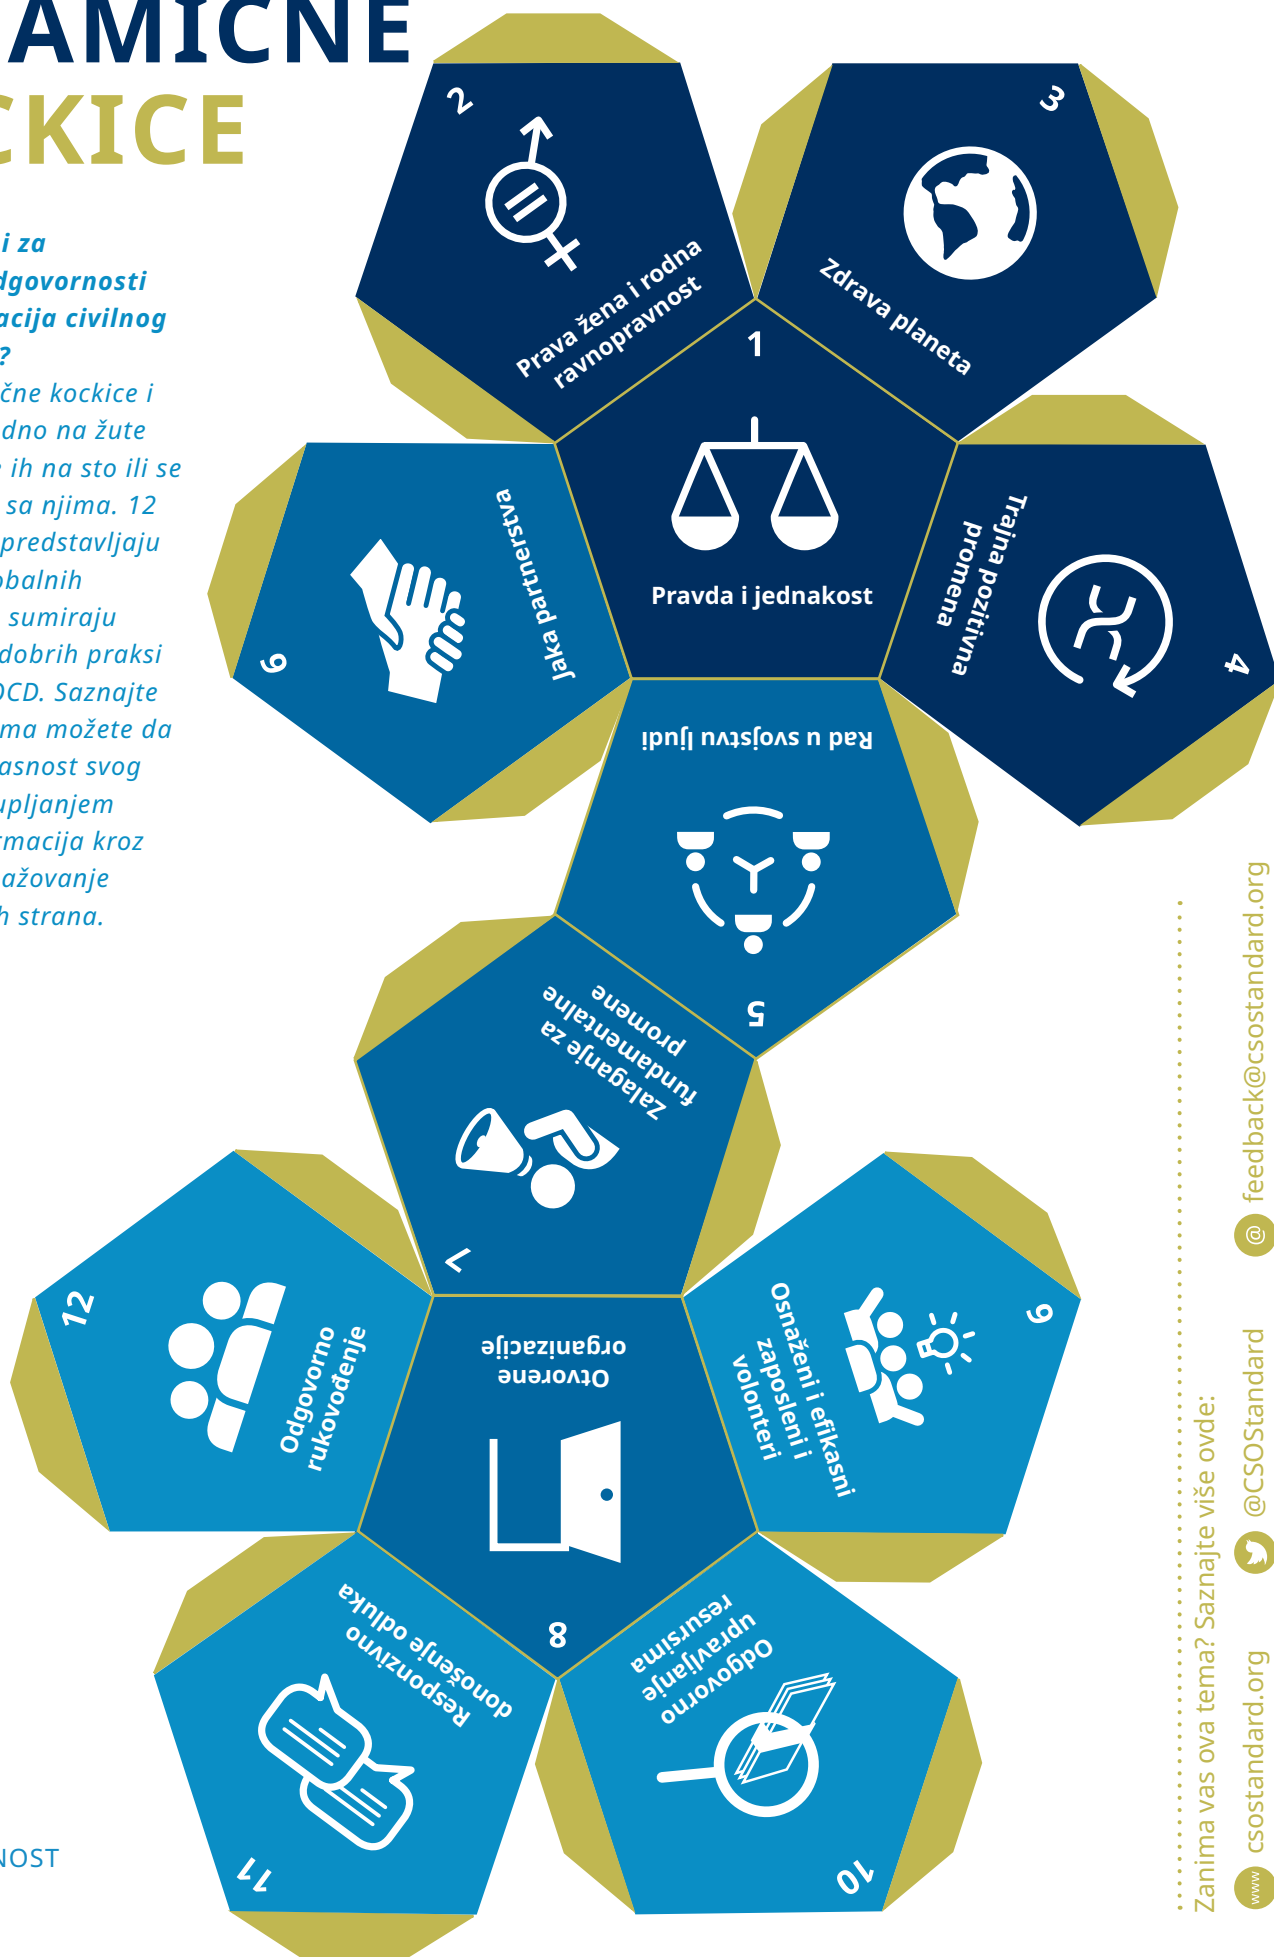 AMIČNE
CKICE
i za
dgovornosti
acija civilnog
?
čne kockice i
dno na žute
e ih na sto ili se
sa njima. 12
predstavljaju
obalnih
sumiraju
dobrih praksi
OCD. Saznajte
ma možete da
asnost svog
upljanjem
rmacija kroz
ažovanje
h strana.
NOST
2
Prava žena i rodna
ravnopravnost
3
Zdrava planeta
1
Pravda i jednakost
4
Trajna pozitivna
promena
6
Jaka partnerstva
5
Rad u svojstvu ljudi
7
Zalaganje za
fundamentalne
promene
8
Otvorene
organizacije
9
Osnaženi i efikasni
zaposleni i
volonteri
10
Odgovorno
upravljanje
resursima
11
Responzivno
donošenje odluka
12
Odgovorno
rukovođenje
Zanima vas ova tema? Saznajte više ovde:
www csostandard.org
@CSOStandard
@ feedback@csostandard.org